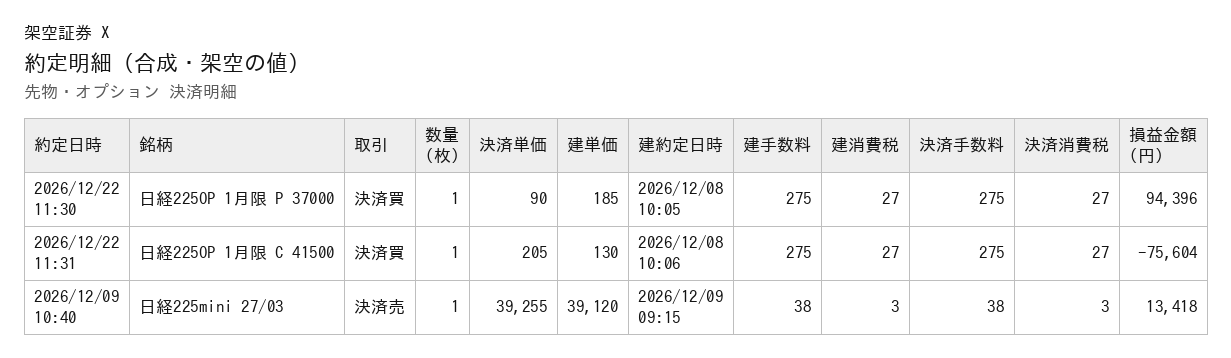 架空証券 X
約定明細（合成・架空の値）
先物・オプション 決済明細
約定日時 銘柄 取引 数量（枚） 決済単価 建単価 建約定日時 建手数料 建消費税 決済手数料 決済消費税 損益金額（円）
2026/12/22 11:30 日経225OP 1月限 P 37000 決済買 1 90 185 2026/12/08 10:05 275 27 275 27 94,396
2026/12/22 11:31 日経225OP 1月限 C 41500 決済買 1 205 130 2026/12/08 10:06 275 27 275 27 -75,604
2026/12/09 10:40 日経225mini 27/03 決済売 1 39,255 39,120 2026/12/09 09:15 38 3 38 3 13,418